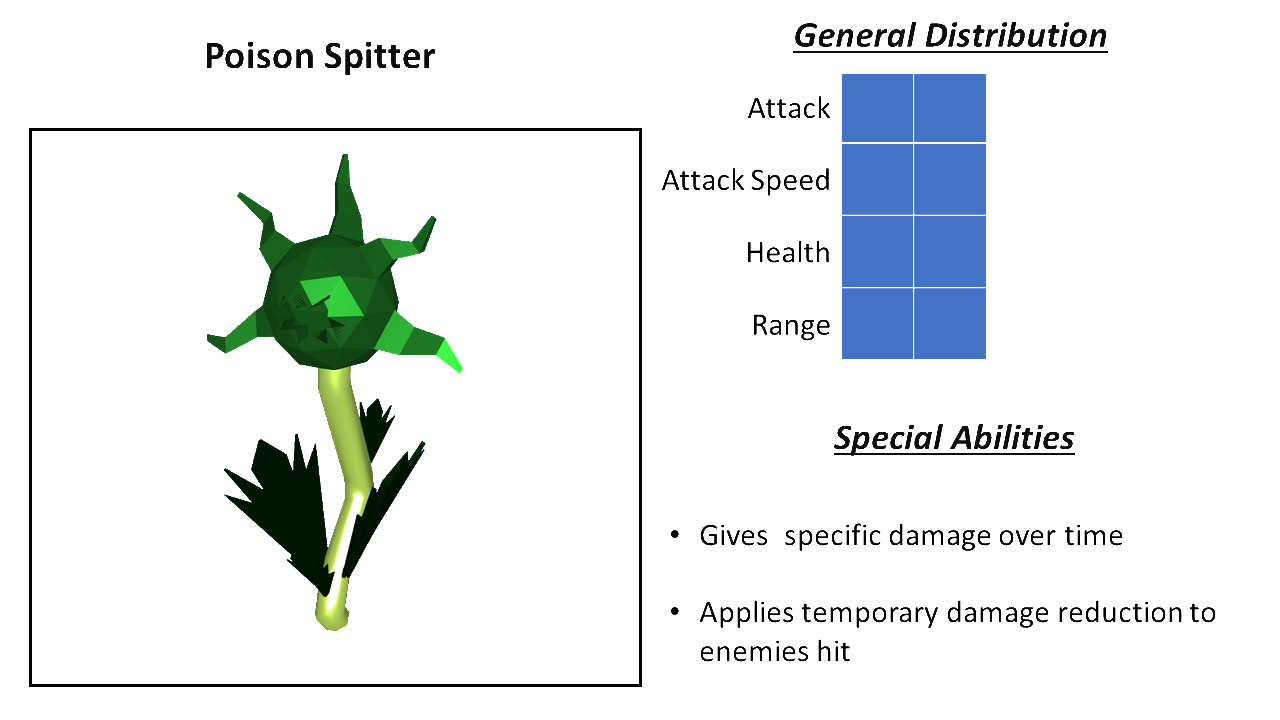 Poison Spitter
General Distribution
Attack
Attack Speed
Health
Range
Special Abilities
• Gives  specific damage over time
• Applies temporary damage reduction to
enemies hit